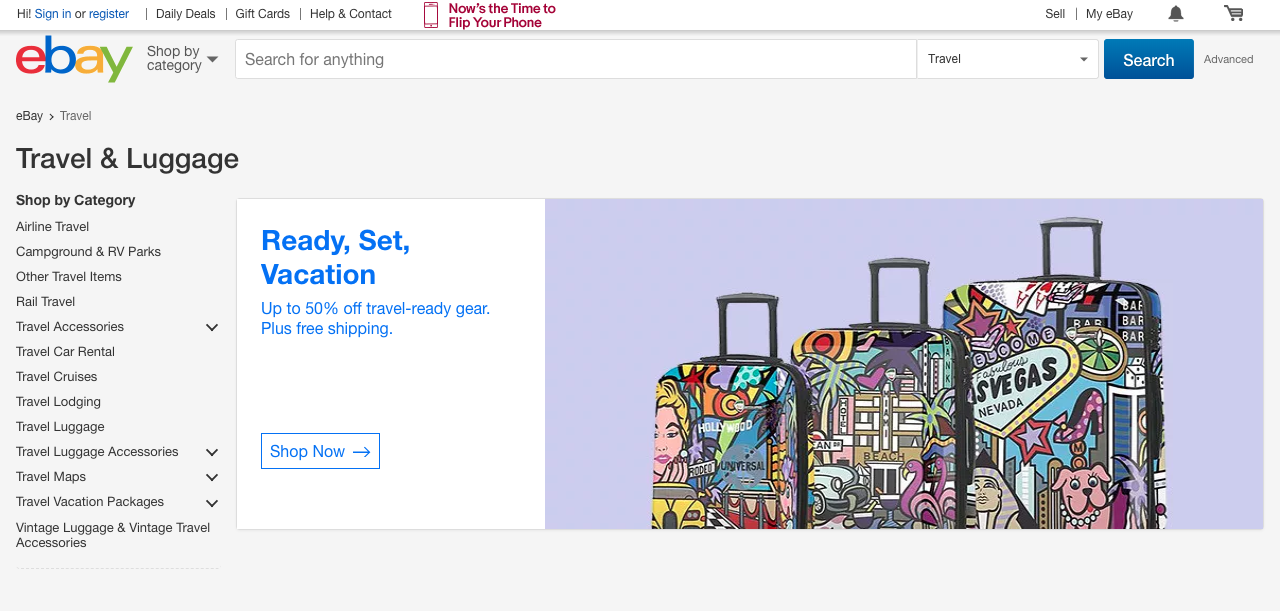 Hi! Sign in or register
Daily Deals
Gift Cards
Help & Contact
Now's the Time to
Flip Your Phone
Sell
My eBay
ebay
Shop by
category
Search for anything
Travel
Search
Advanced
eBay
Travel
Travel & Luggage
Shop by Category
Airline Travel
Campground & RV Parks
Other Travel Items
Rail Travel
Travel Accessories
Travel Car Rental
Travel Cruises
Travel Lodging
Travel Luggage
Travel Luggage Accessories
Travel Maps
Travel Vacation Packages
Vintage Luggage & Vintage Travel
Accessories
Ready, Set,
Vacation
Up to 50% off travel-ready gear.
Plus free shipping.
Shop Now
HOLLYWOOD
RODEO
UNIVERSAL
MOTEL
MIAMI
BEACH
BANK
BAR
BAR
BAR
BAR
WELCOME
Fabulous
VEGAS
NEVADA